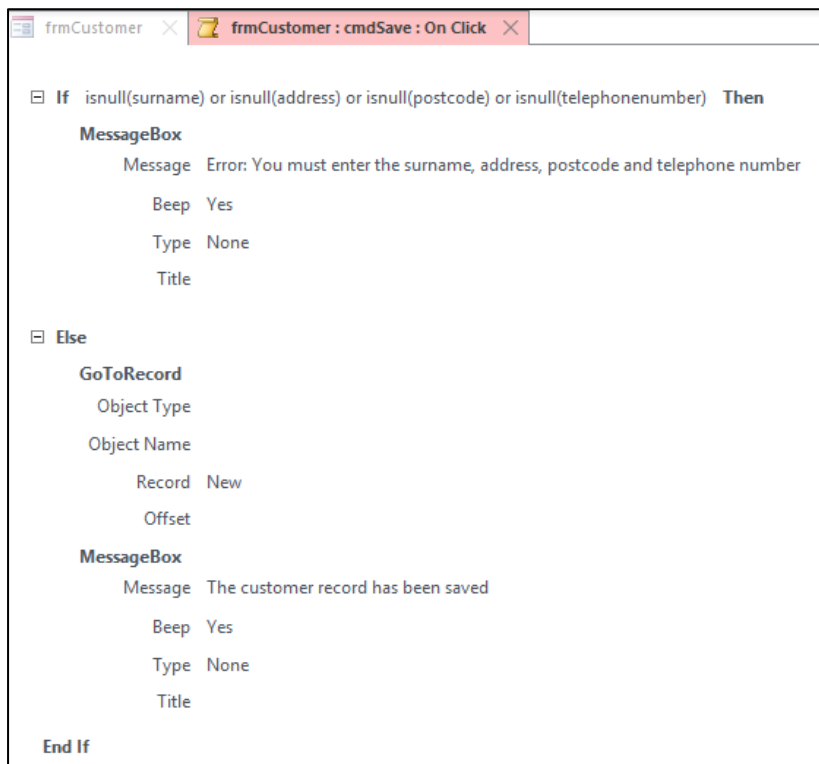 frmCustomer frmCustomer : cmdSave : On Click
If isnull(surname) or isnull(address) or isnull(postcode) or isnull(telephonenumber) Then
MessageBox
Message Error: You must enter the surname, address, postcode and telephone number
Beep Yes
Type None
Title
Else
GoToRecord
Object Type
Object Name
Record New
Offset
MessageBox
Message The customer record has been saved
Beep Yes
Type None
Title
End If